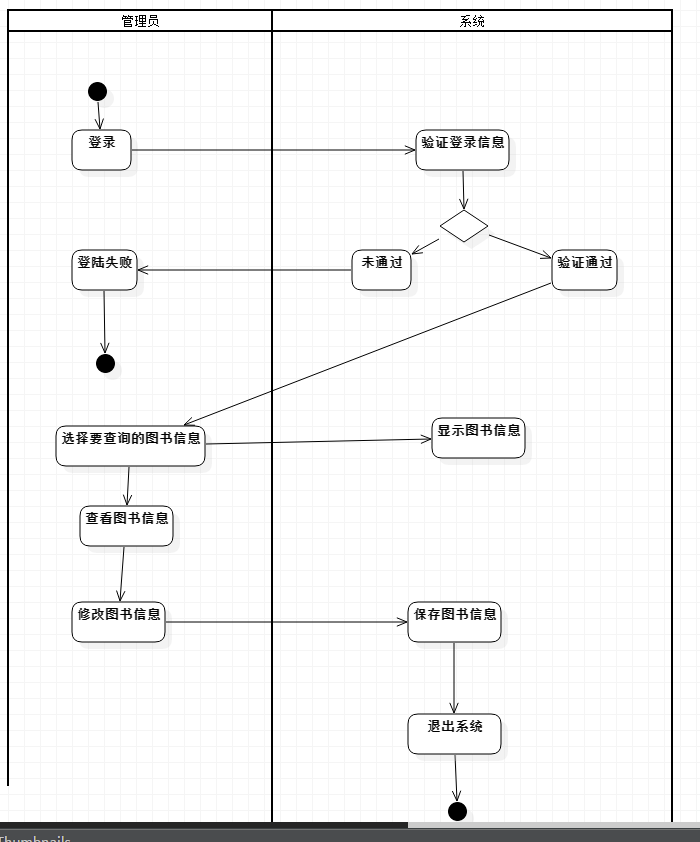 管理员
系统
登录
验证登录信息
登陆失败
未通过
验证通过
选择要查询的图书信息
显示图书信息
查看图书信息
修改图书信息
保存图书信息
退出系统
Thumbnails